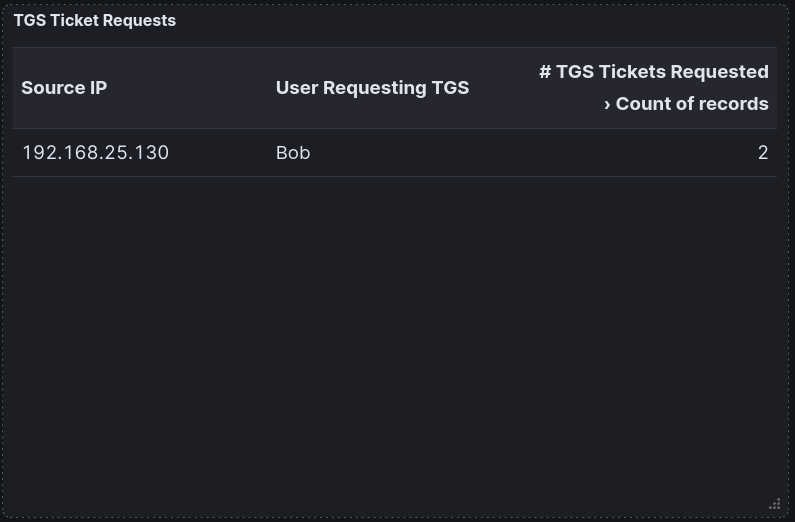 TGS Ticket Requests
Source IP
User Requesting TGS
# TGS Tickets Requested
› Count of records
192.168.25.130
Bob
2